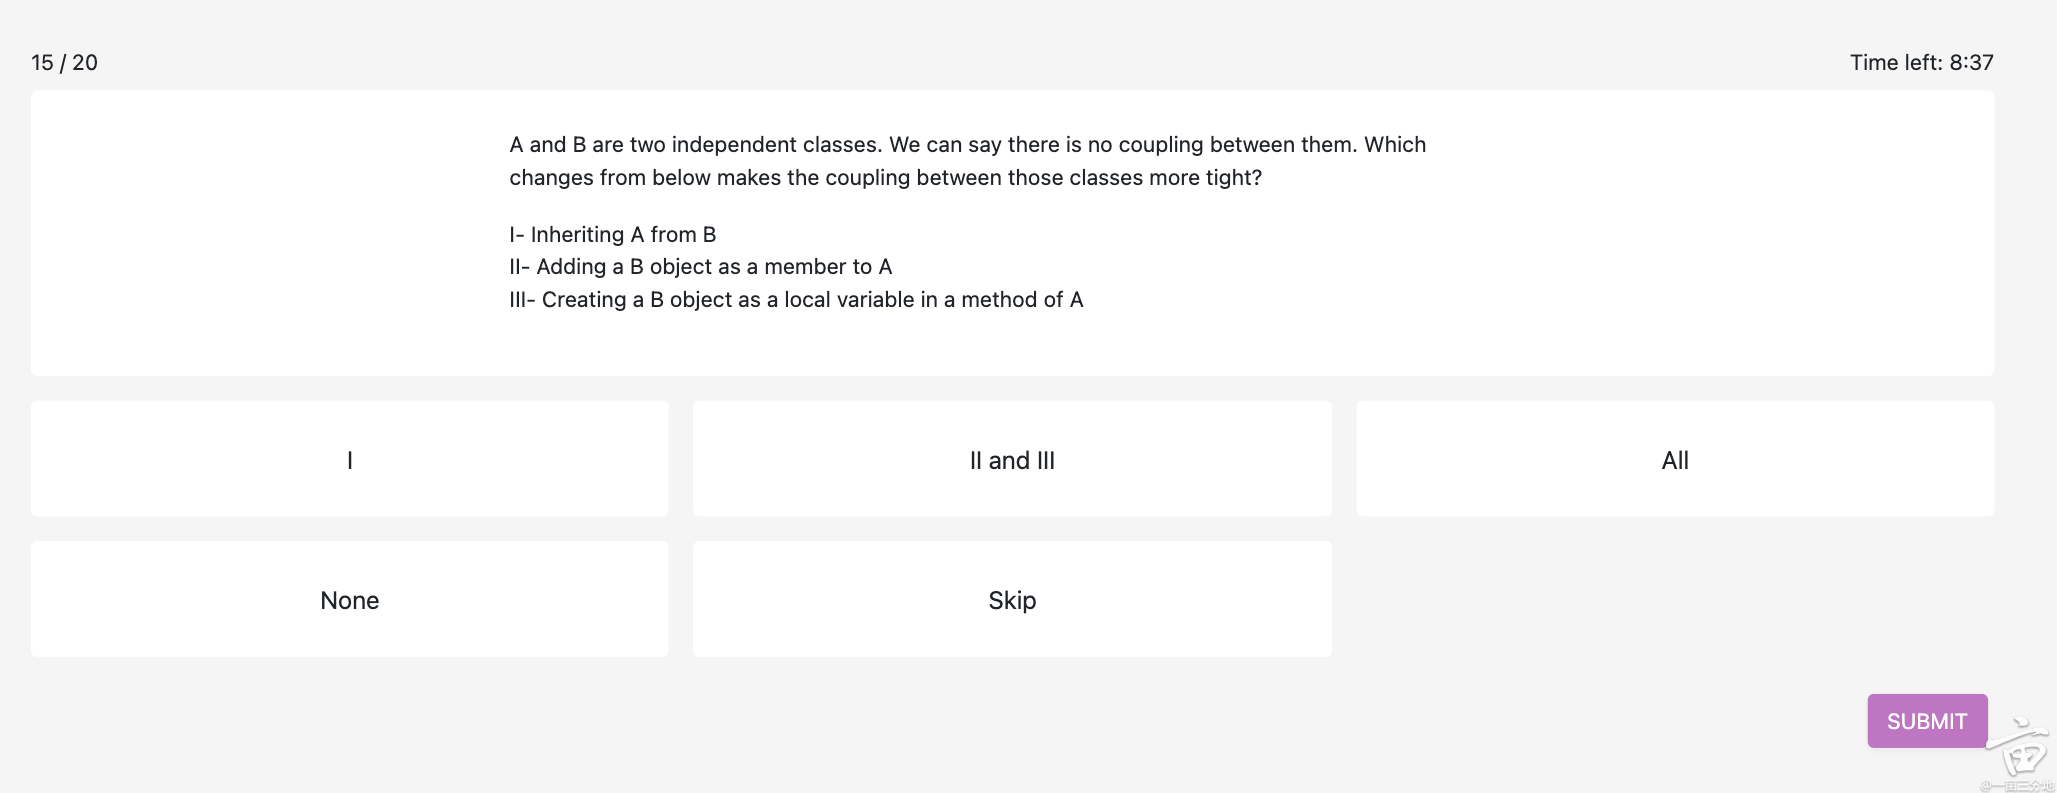 15 / 20
Time left: 8:37
A and B are two independent classes. We can say there is no coupling between them. Which
changes from below makes the coupling between those classes more tight?
I- Inheriting A from B
II- Adding a B object as a member to A
III- Creating a B object as a local variable in a method of A
I
II and III
All
None
Skip
SUBMIT
@一亩三分地